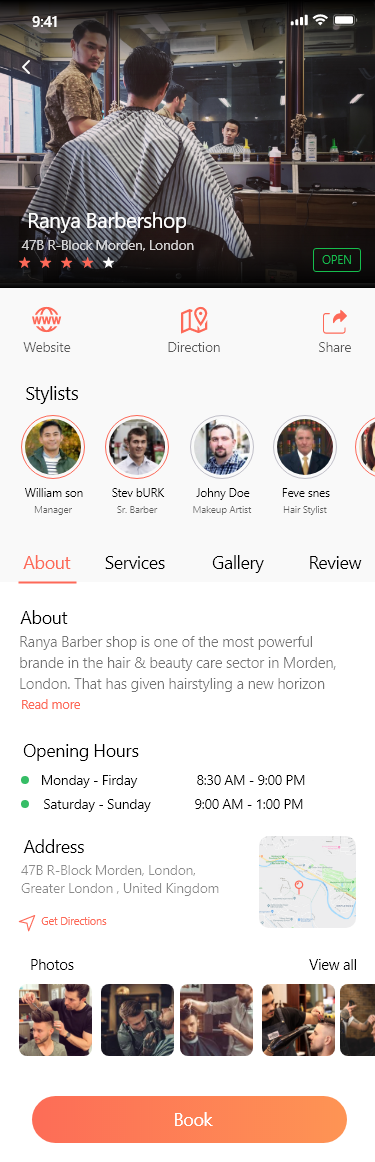 9:41
Ranya Barbershop
47B R-Block Morden, London
OPEN
WWW
Website Direction Share
Stylists
William son Stev bURK Johny Doe Feve snes
Manager Sr. Barber Makeup Artist Hair Stylist
About Services Gallery Review
About
Ranya Barber shop is one of the most powerful
brande in the hair & beauty care sector in Morden,
London. That has given hairstyling a new horizon
Read more
Opening Hours
Monday - Firday 8:30 AM - 9:00 PM
Saturday - Sunday 9:00 AM - 1:00 PM
Address
47B R-Block Morden, London,
Greater London , United Kingdom
Get Directions
Photos View all
Book